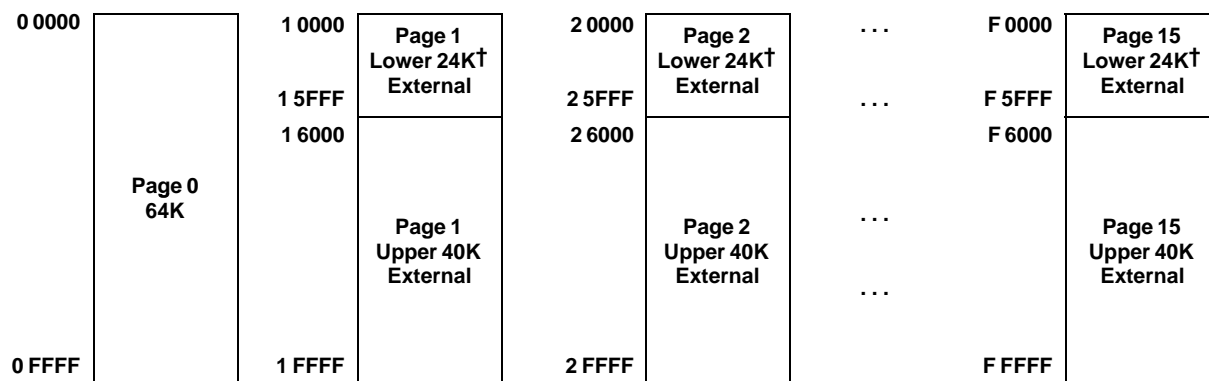 0 0000
1 0000
Page 1
Lower 24K†
External
2 0000
Page 2
Lower 24K†
External
. . .
F 0000
Page 15
Lower 24K†
External
1 5FFF
2 5FFF
. . .
F 5FFF
1 6000
2 6000
F 6000
Page 0
64K
Page 1
Upper 40K
External
Page 2
Upper 40K
External
. . .
. . .
Page 15
Upper 40K
External
0 FFFF
1 FFFF
2 FFFF
F FFFF